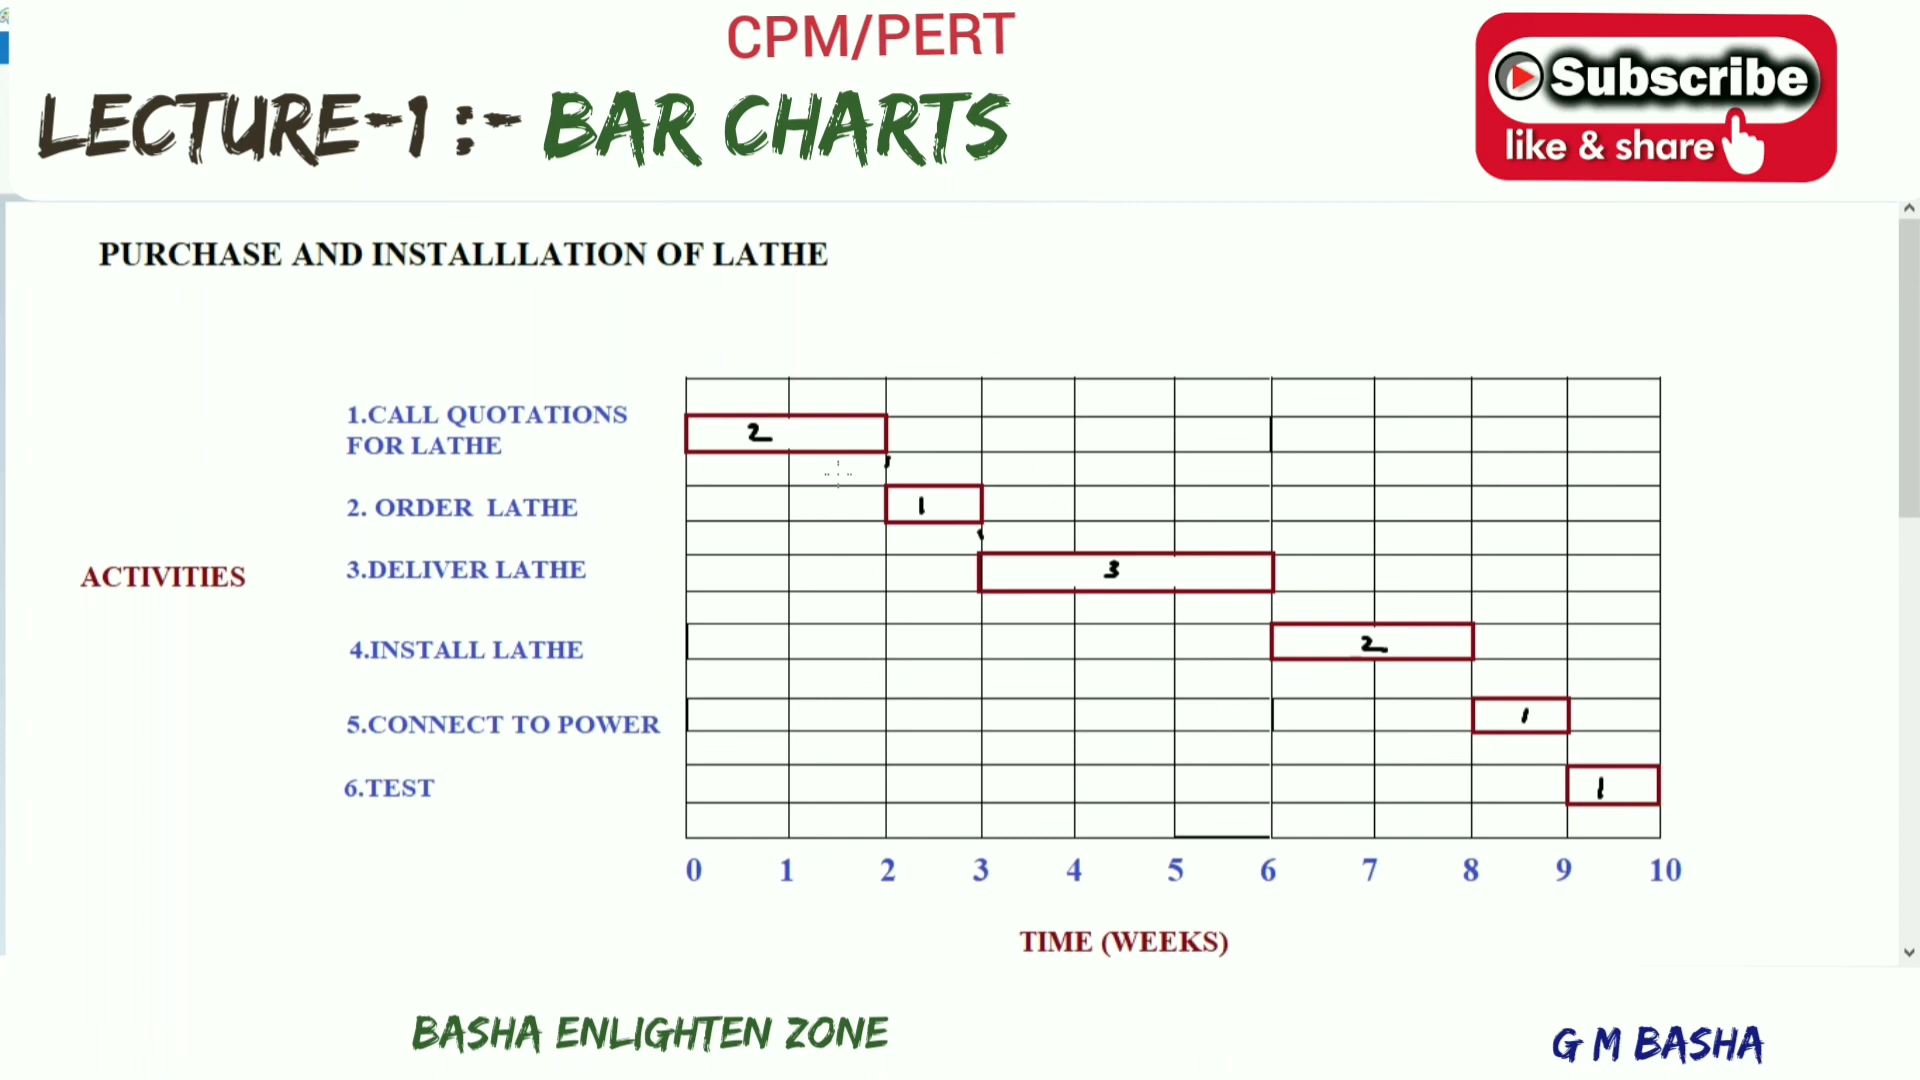 CPM/PERT
LECTURE-1 :- BAR CHARTS
Subscribe
like & share
PURCHASE AND INSTALLLATION OF LATHE
1.CALL QUOTATIONS
FOR LATHE
2
2. ORDER LATHE
1
3.DELIVER LATHE
3
ACTIVITIES
4.INSTALL LATHE
2
5.CONNECT TO POWER
1
6.TEST
1
0 1 2 3 4 5 6 7 8 9 10
TIME (WEEKS)
BASHA ENLIGHTEN ZONE
G M BASHA